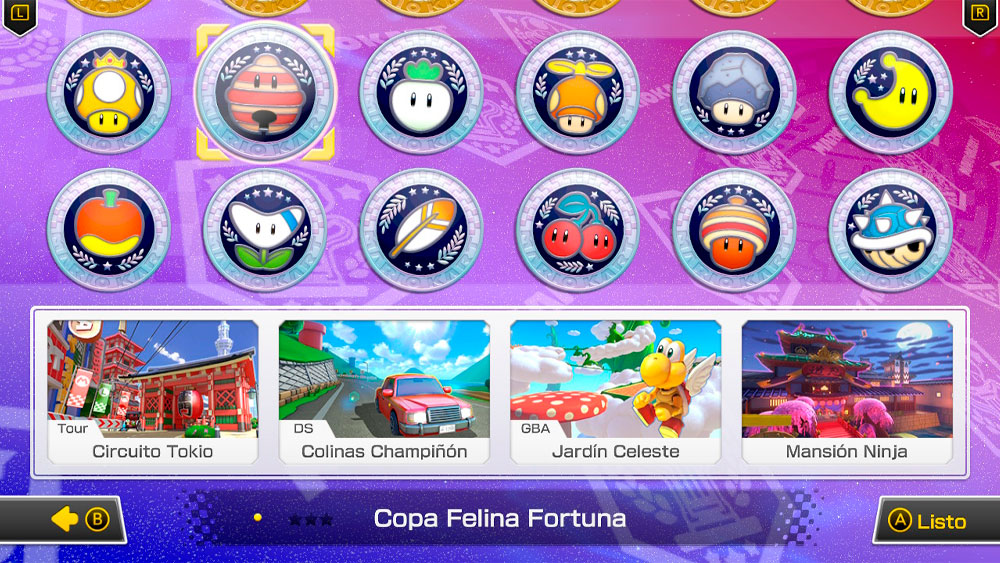 L
R
Tour
Circuito Tokio
DS
Colinas Champiñón
GBA
Jardín Celeste
Mansión Ninja
B
Copa Felina Fortuna
A Listo